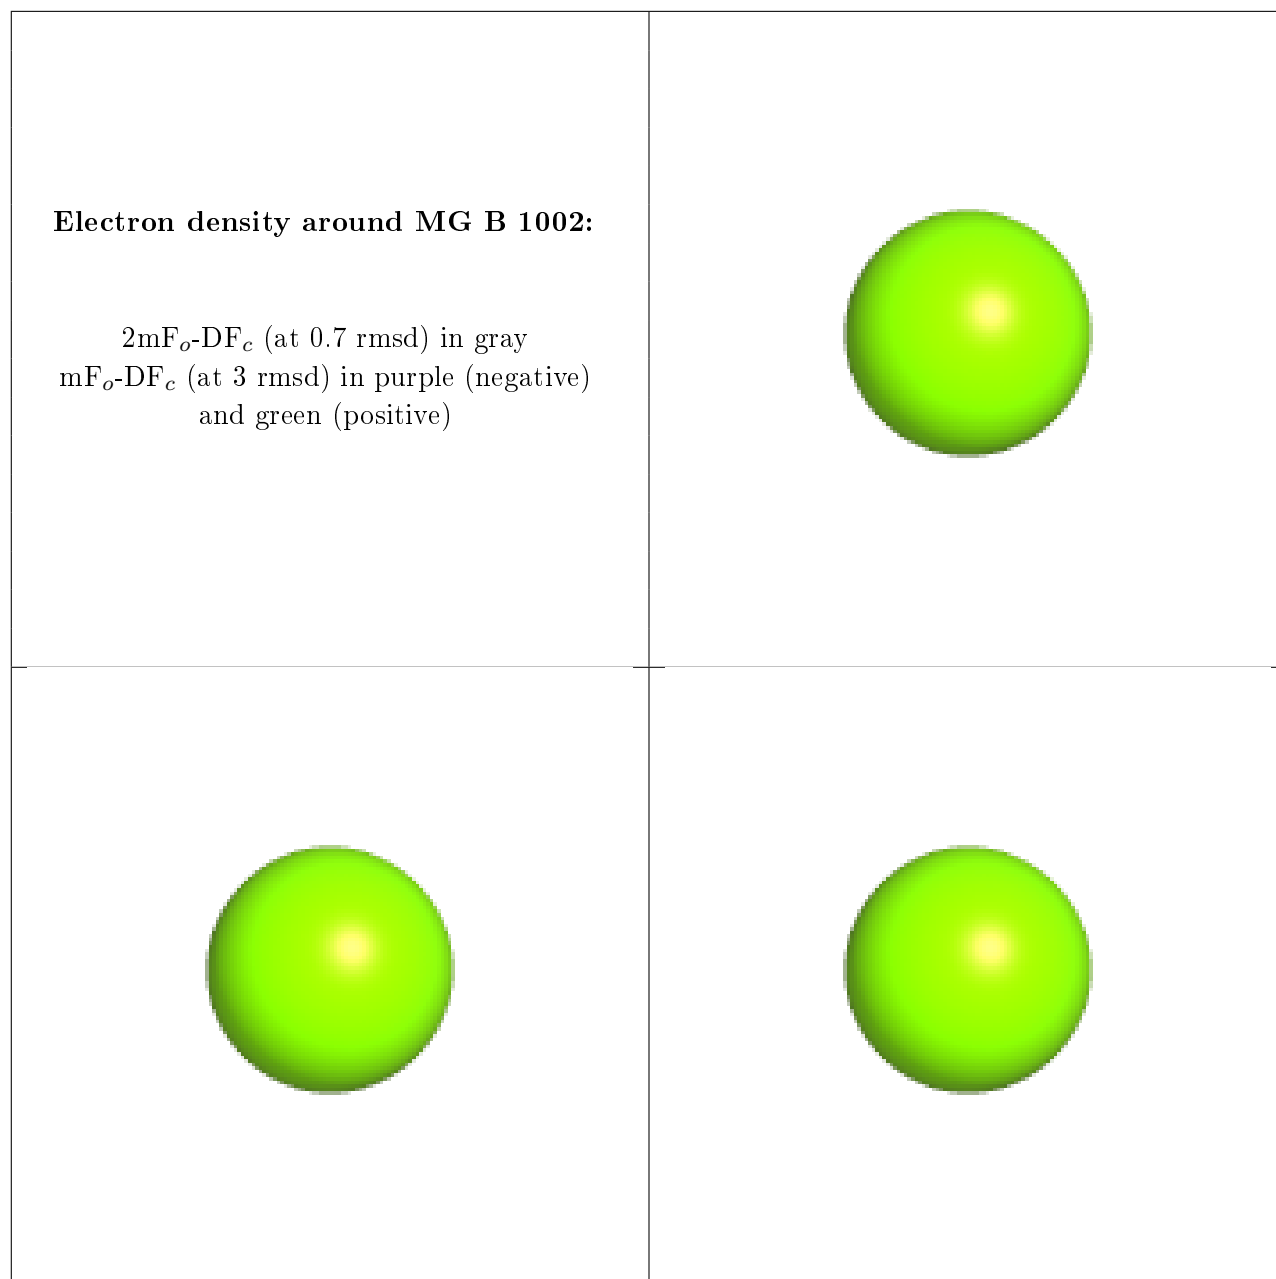 Electron density around MG B 1002:
2mFo-DFc (at 0.7 rmsd) in gray
mFo-DFc (at 3 rmsd) in purple (negative)
and green (positive)